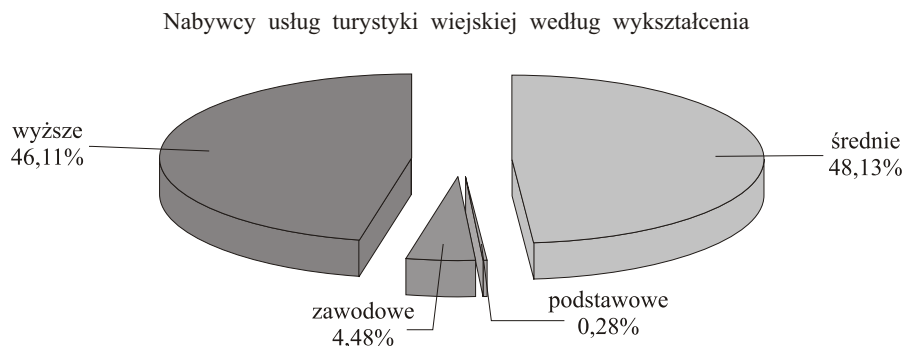 Nabywcy usług turystyki wiejskiej według wykształcenia
wyższe
46,11%
średnie
48,13%
zawodowe
4,48%
podstawowe
0,28%